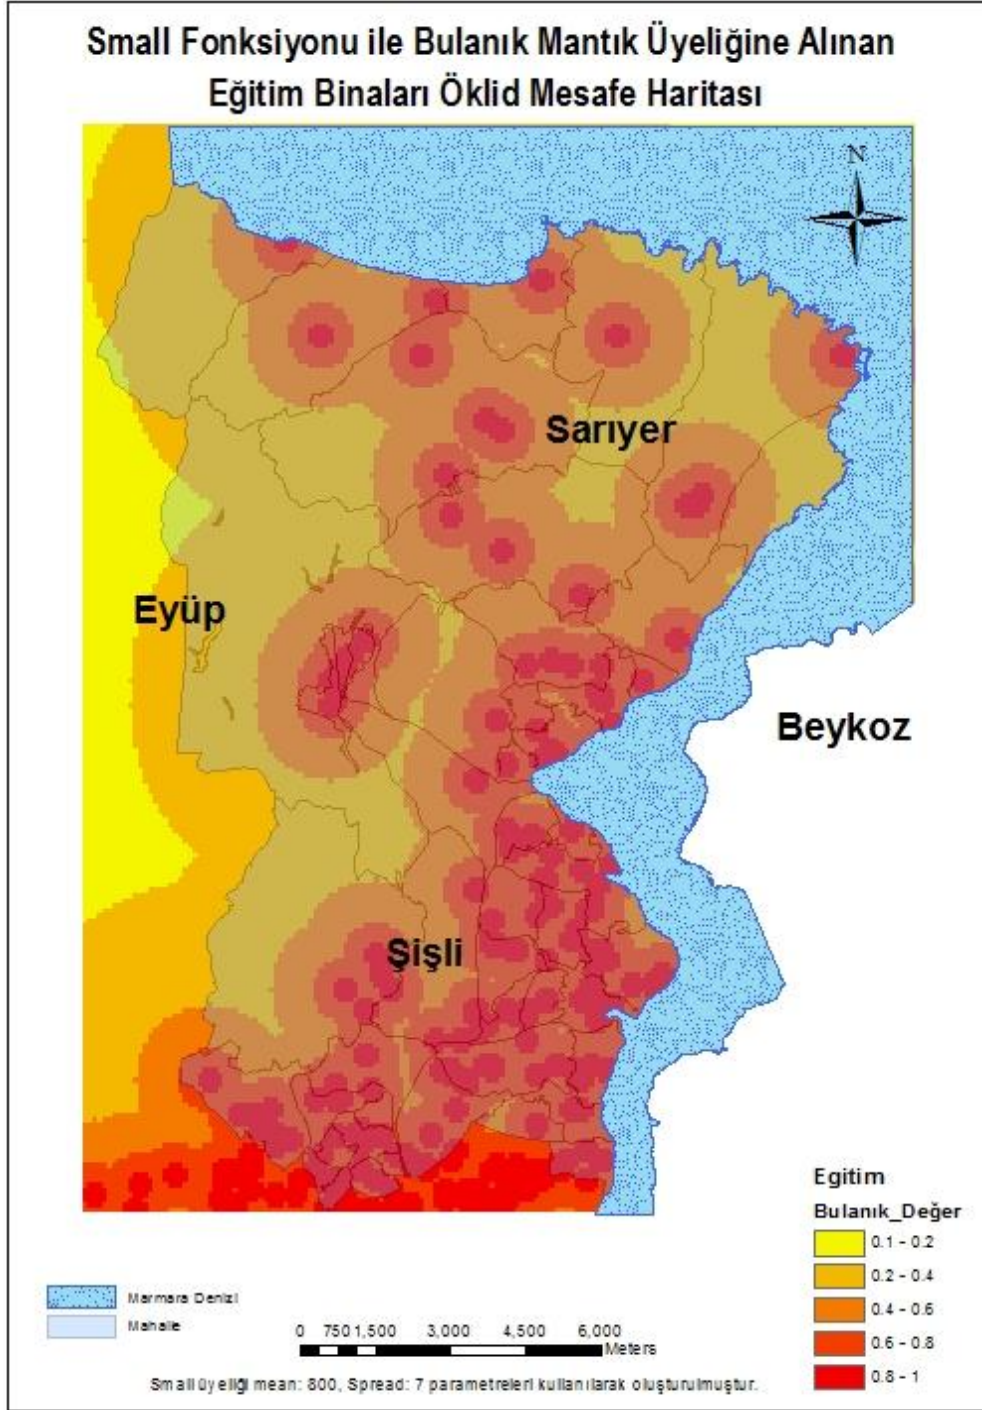 Small Fonksiyonu ile Bulanık Mantık Üyeliğine Alınan
Eğitim Binaları Öklid Mesafe Haritası
N
Sarıyer
Eyüp
Beykoz
Şişli
Egitim
Bulanık_Değer
0.1 - 0.2
0.2 - 0.4
0.4 - 0.6
0.6 - 0.8
0.8 - 1
Marmara Denizi
Mahalle
0 750 1,500 3,000 4,500 6,000
Meters
Small üyeliği mean: 800, Spread: 7 parametreleri kullanılarak oluşturulmuştur.